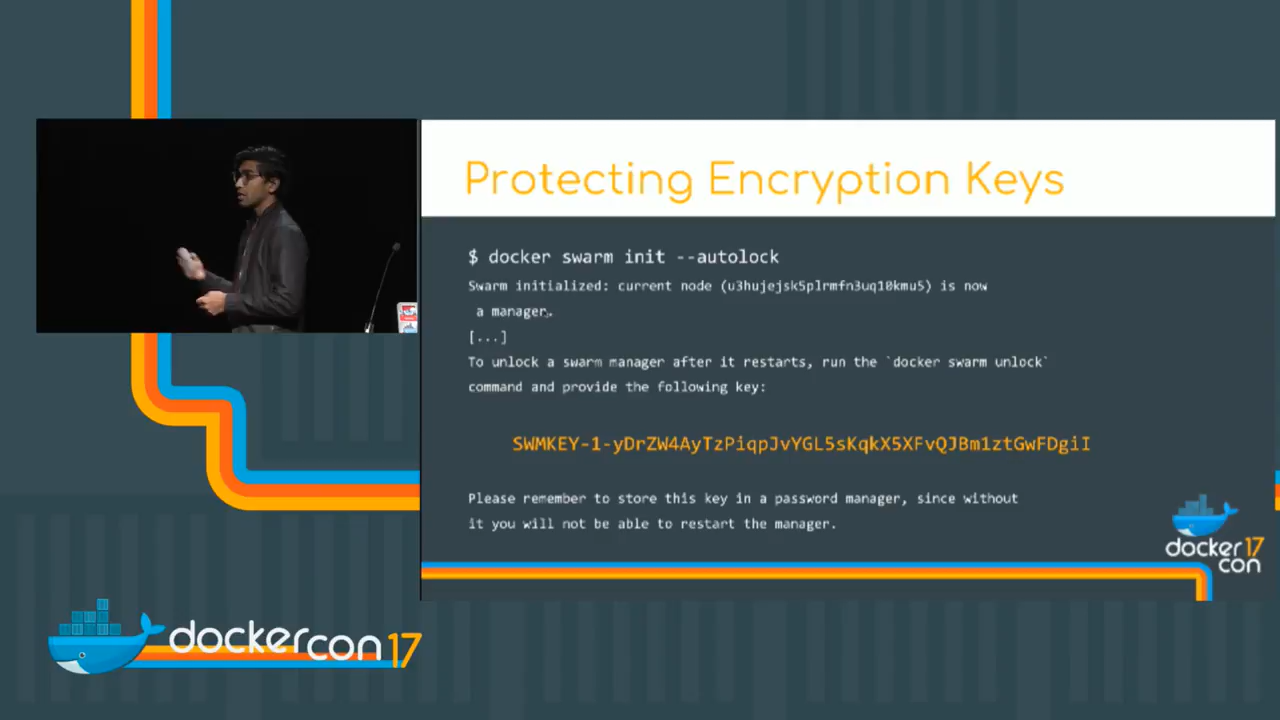 Protecting Encryption Keys
$ docker swarm init --autolock
Swarm initialized: current node (u3hujejsk5plrmfn3uq10kmu5) is now
a manager.
[...]
To unlock a swarm manager after it restarts, run the `docker swarm unlock`
command and provide the following key:
SWMKEY-1-yDrZW4AyTzPiqpJvYGL5sKqkX5XFvQJBm1ztGwFDgiI
Please remember to store this key in a password manager, since without
it you will not be able to restart the manager.
docker 17
con
dockercon 17